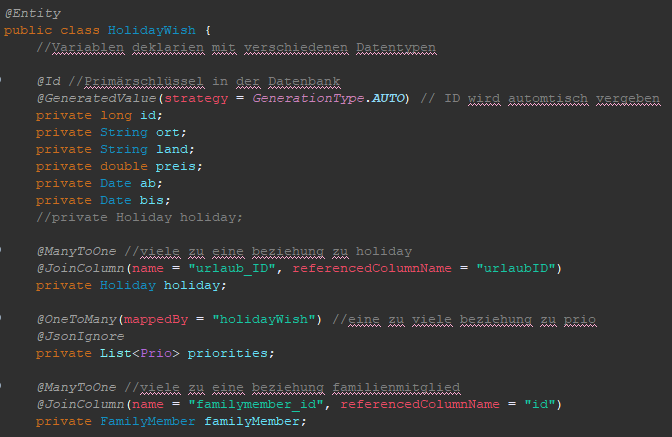 @Entity
public class HolidayWish {
//Variablen deklarien mit verschiedenen Datentypen
@Id //Primärschlüssel in der Datenbank
@GeneratedValue(strategy = GenerationType.AUTO) // ID wird automtisch vergeben
private long id;
private String ort;
private String land;
private double preis;
private Date ab;
private Date bis;
//private Holiday holiday;
@ManyToOne //viele zu eine beziehung zu holiday
@JoinColumn(name = "urlaub_ID", referencedColumnName = "urlaubID")
private Holiday holiday;
@OneToMany(mappedBy = "holidayWish") //eine zu viele beziehung zu prio
@JsonIgnore
private List<Prio> priorities;
@ManyToOne //viele zu eine beziehung familienmitglied
@JoinColumn(name = "familymember_id", referencedColumnName = "id")
private FamilyMember familyMember;